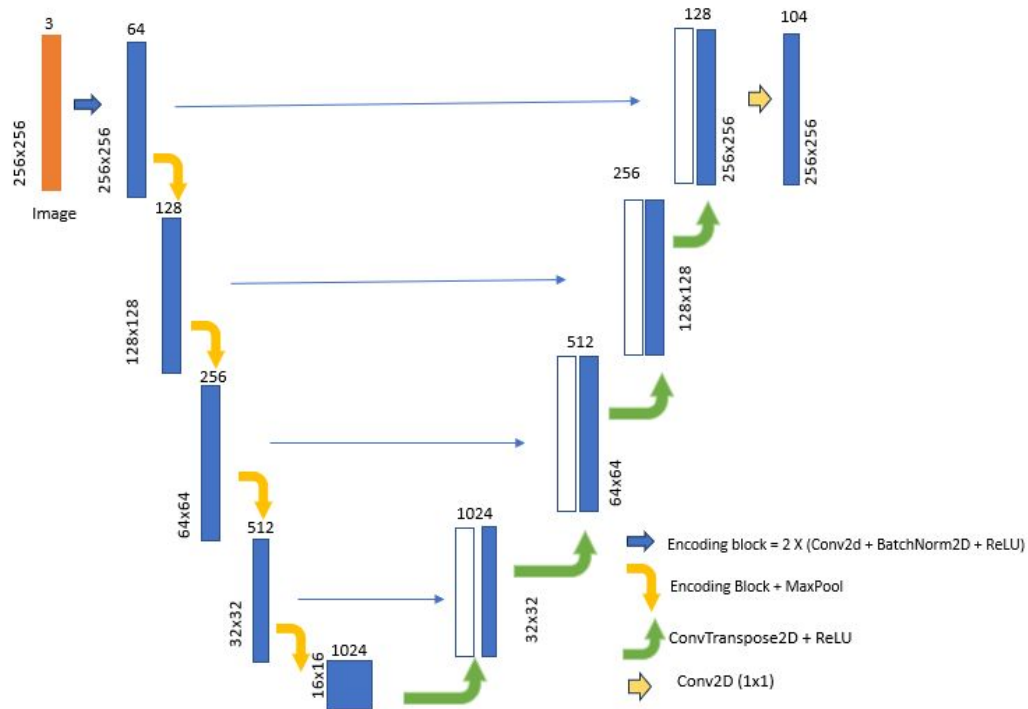 3
64
128
104
256x256
256x256
256x256
256x256
Image
128
256
128x128
128x128
256
512
64x64
64x64
512
1024
32x32
32x32
1024
16x16
Encoding block = 2 X (Conv2d + BatchNorm2D + ReLU)
Encoding Block + MaxPool
ConvTranspose2D + ReLU
Conv2D (1x1)